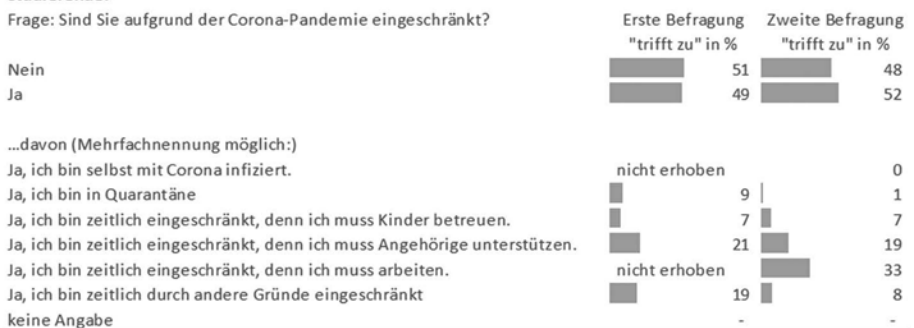 Frage: Sind Sie aufgrund der Corona-Pandemie eingeschränkt? Erste Befragung Zweite Befragung
"trifft zu" in % "trifft zu" in %
Nein 51 48
Ja 49 52
...davon (Mehrfachnennung möglich:)
Ja, ich bin selbst mit Corona infiziert. nicht erhoben 0
Ja, ich bin in Quarantäne 9 1
Ja, ich bin zeitlich eingeschränkt, denn ich muss Kinder betreuen. 7 7
Ja, ich bin zeitlich eingeschränkt, denn ich muss Angehörige unterstützen. 21 19
Ja, ich bin zeitlich eingeschränkt, denn ich muss arbeiten. nicht erhoben 33
Ja, ich bin zeitlich durch andere Gründe eingeschränkt 19 8
keine Angabe - -